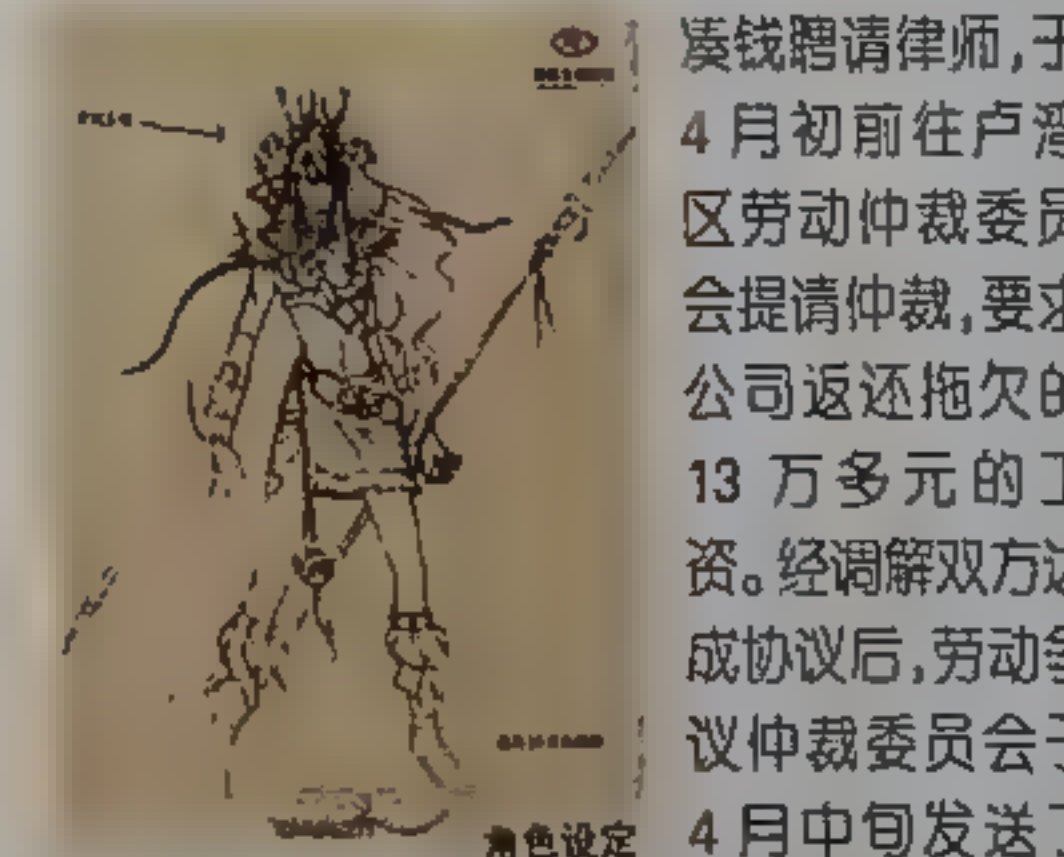 角色设定
凑钱聘请律师,于
4月初前往卢湾
区劳动仲裁委员
会提请仲裁,要求
公司返还拖欠的
13万多元的工
资。经调解双方达
成协议后,劳动争
议仲裁委员会于
4月中旬发送